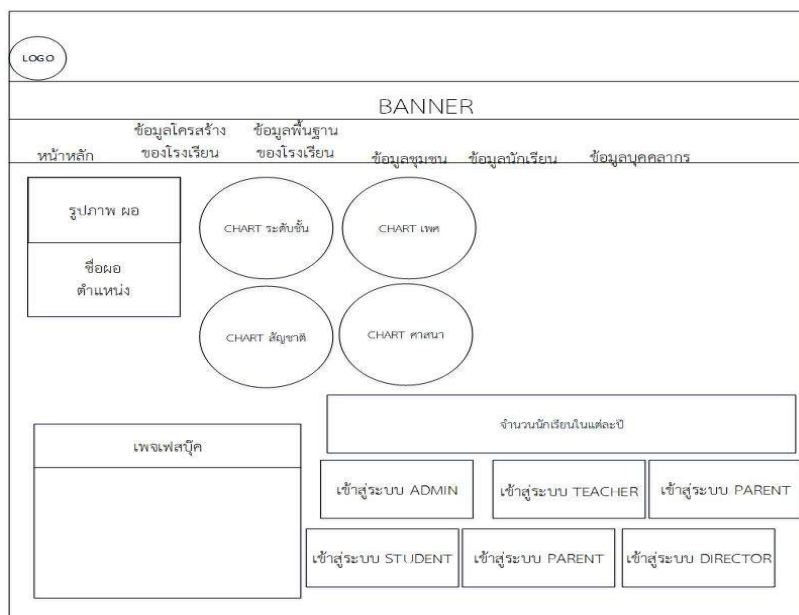 LOGO
BANNER
หน้าหลัก
ข้อมูลโครสร้าง
ของโรงเรียน
ข้อมูลพื้นฐาน
ของโรงเรียน
ข้อมูลชุมชน
ข้อมูลนักเรียน
ข้อมูลบุคคลากร
รูปภาพ ผอ
ชื่อผอ
ตำแหน่ง
CHART ระดับชั้น
CHART เพศ
CHART สัญชาติ
CHART ศาสนา
จำนวนนักเรียนในแต่ละปี
เพจเฟสบุ๊ค
เข้าสู่ระบบ ADMIN
เข้าสู่ระบบ TEACHER
เข้าสู่ระบบ PARENT
เข้าสู่ระบบ STUDENT
เข้าสู่ระบบ PARENT
เข้าสู่ระบบ DIRECTOR